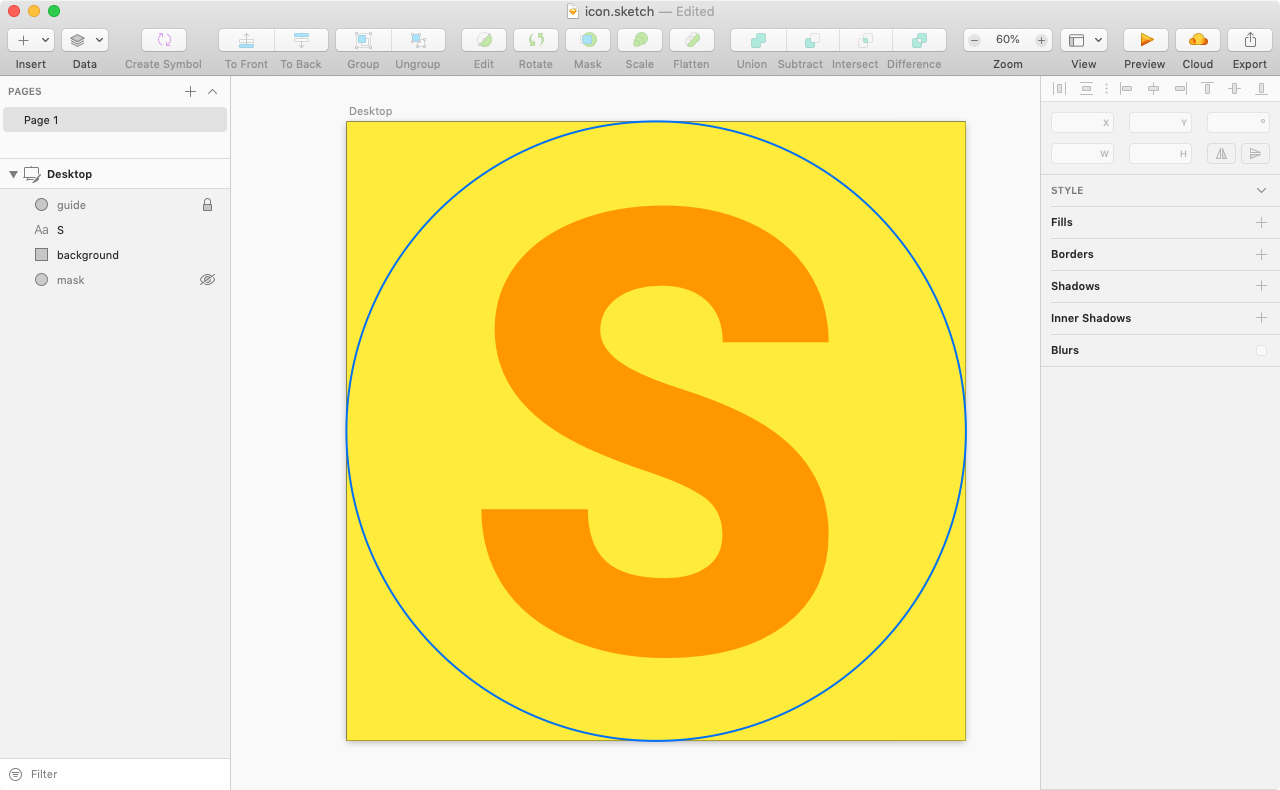 icon.sketch — Edited
Insert Data Create Symbol To Front To Back Group Ungroup Edit Rotate Mask Scale Flatten Union Subtract Intersect Difference 60% Zoom View Preview Cloud Export
PAGES
Page 1
Desktop
guide
Aa S
background
mask
Filter
Desktop
S
X Y °
W H
STYLE
Fills
Borders
Shadows
Inner Shadows
Blurs